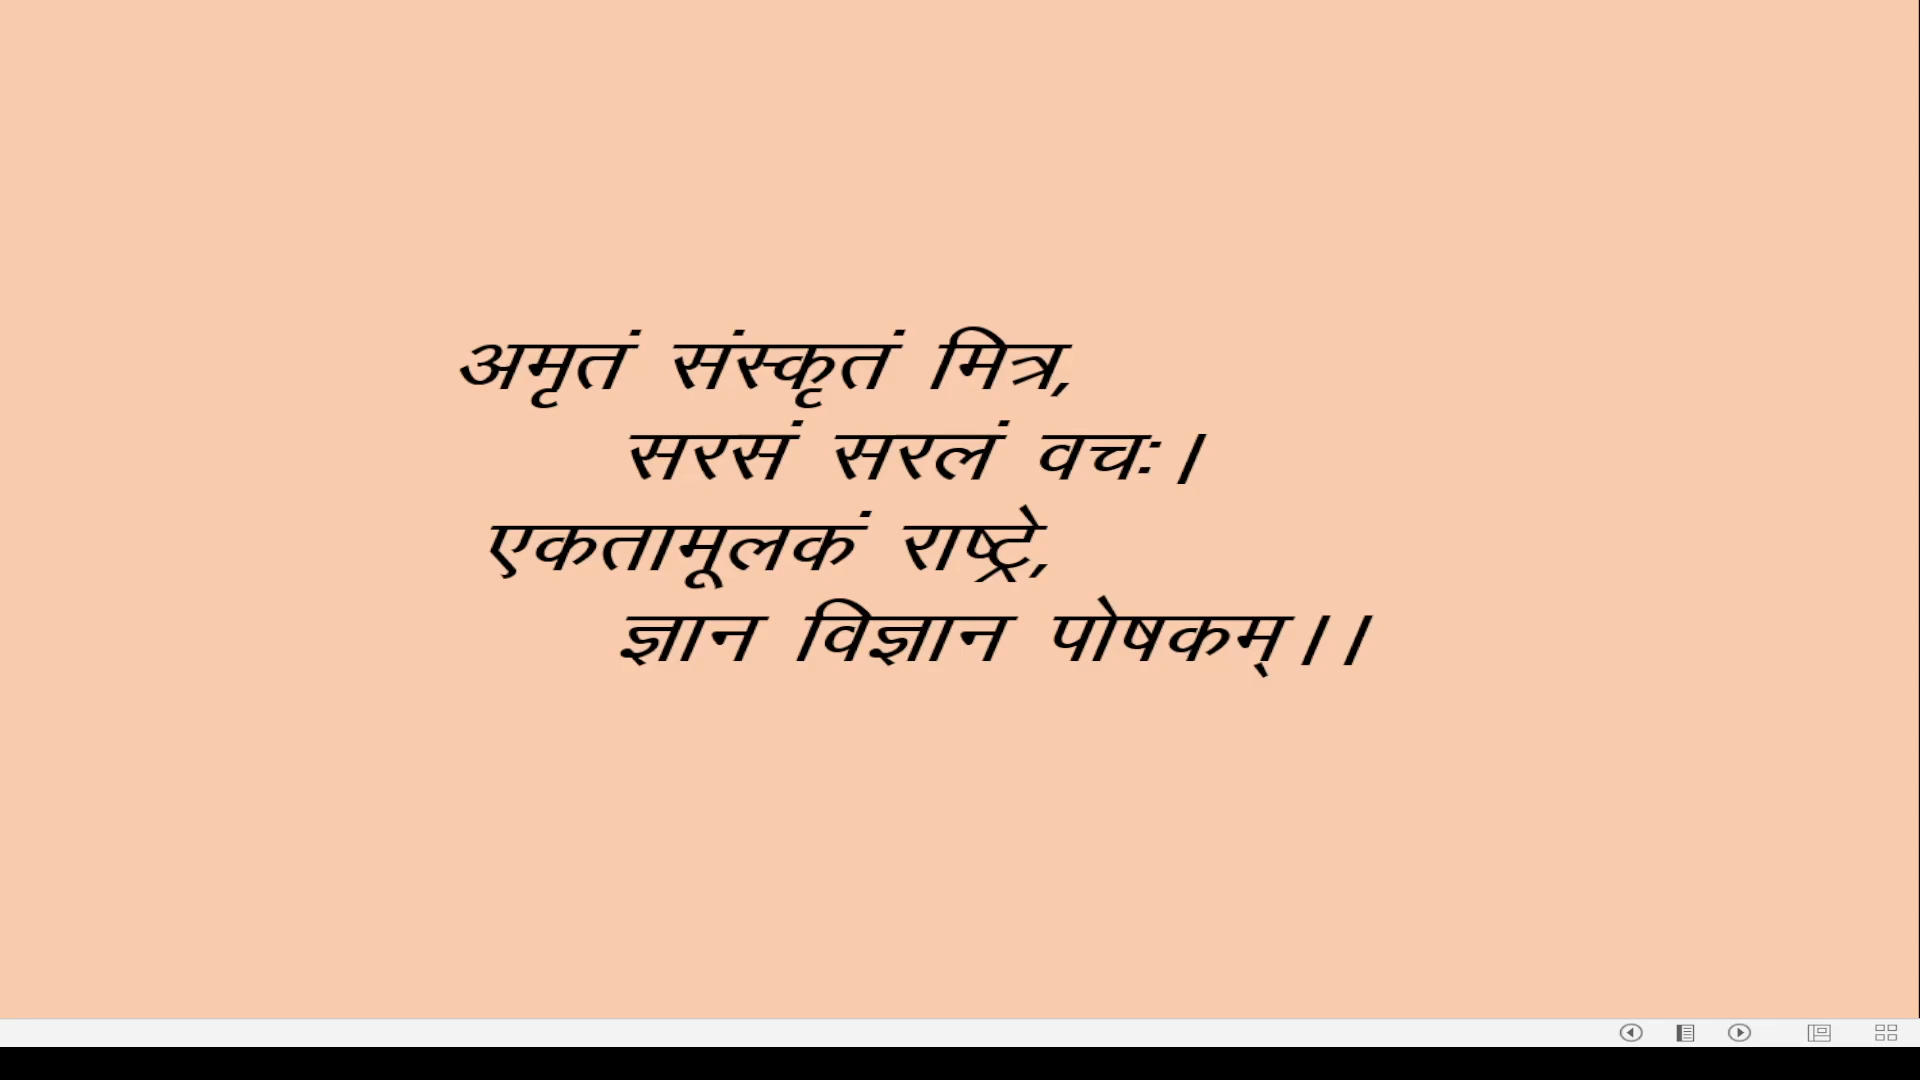 अमृतं संस्कृतं मित्र,
सरसं सरलं वचः।
एकतामूलकं राष्ट्रे,
ज्ञान विज्ञान पोषकम्।।